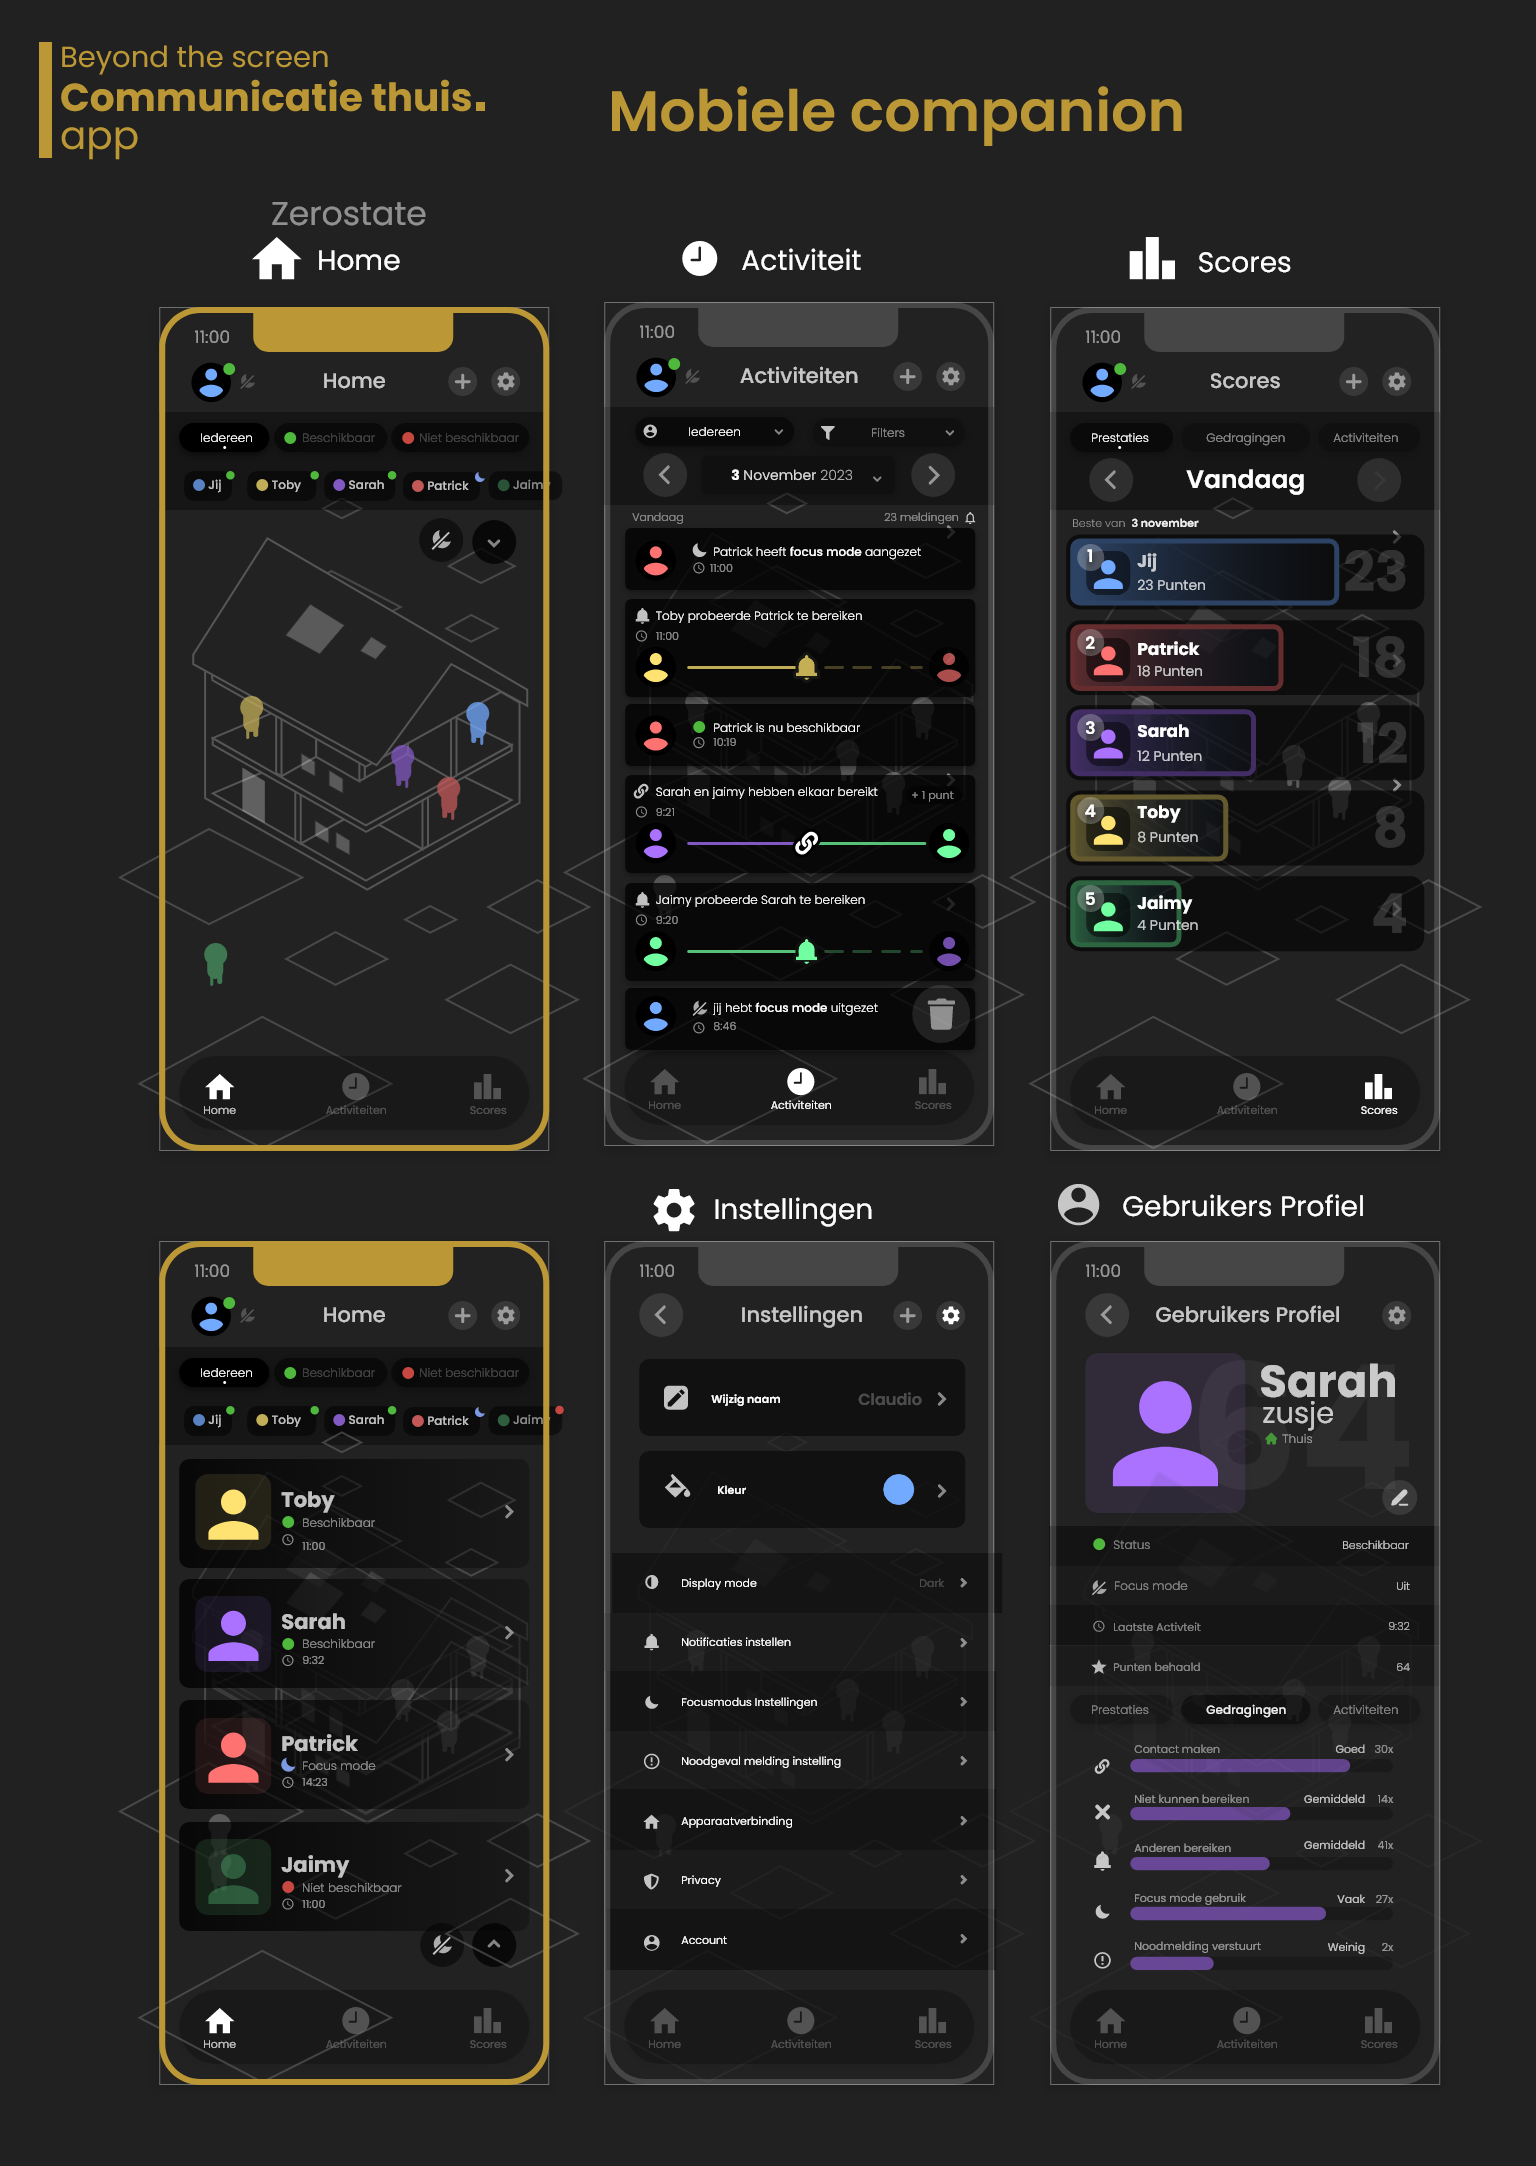 Beyond the screen
Communicatie thuis.
app
Mobiele companion
Zerostate
Home
Activiteit
Scores
11:00
Home
Iedereen
Beschikbaar
Niet beschikbaar
Jij
Toby
Sarah
Patrick
Jaimy
Home
Activiteiten
Scores
11:00
Activiteiten
Iedereen
Filters
3 November 2023
Vandaag
23 meldingen
Patrick heeft focus mode aangezet
11:00
Toby probeerde Patrick te bereiken
11:00
Patrick is nu beschikbaar
10:19
Sarah en jaimy hebben elkaar bereikt
+ 1 punt
9:21
Jaimy probeerde Sarah te bereiken
9:20
jij hebt focus mode uitgezet
8:46
Home
Activiteiten
Scores
11:00
Scores
Prestaties
Gedragingen
Activiteiten
Vandaag
Beste van 3 november
1
Jij
23 Punten
23
2
Patrick
18 Punten
18
3
Sarah
12 Punten
12
4
Toby
8 Punten
8
5
Jaimy
4 Punten
4
Home
Activiteiten
Scores
Instellingen
Gebruikers Profiel
11:00
Home
Iedereen
Beschikbaar
Niet beschikbaar
Jij
Toby
Sarah
Patrick
Jaimy
Toby
Beschikbaar
11:00
Sarah
Beschikbaar
9:32
Patrick
Focus mode
14:23
Jaimy
Niet beschikbaar
11:00
Home
Activiteiten
Scores
11:00
Instellingen
Wijzig naam
Claudio
Kleur
Display mode
Dark
Notificaties instellen
Focusmodus Instellingen
Noodgeval melding instelling
Apparaatverbinding
Privacy
Account
Home
Activiteiten
Scores
11:00
Gebruikers Profiel
64
Sarah
zusje
Thuis
Status
Beschikbaar
Focus mode
Uit
Laatste Activteit
9:32
Punten behaald
64
Prestaties
Gedragingen
Activiteiten
Contact maken
Goed 30x
Niet kunnen bereiken
Gemiddeld 14x
Anderen bereiken
Gemiddeld 41x
Focus mode gebruik
Vaak 27x
Noodmelding verstuurt
Weinig 2x
Home
Activiteiten
Scores